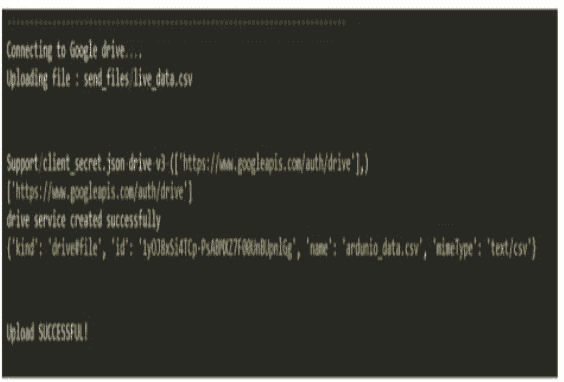 Connecting to Google drive....
Uploading file : send_files/live_data.csv
Support/client_secret.json-drive-v3-(['https://www.googleapis.com/auth/drive'],)
['https://www.googleapis.com/auth/drive']
drive service created successfully
{'kind': 'drive#file', 'id': 'name': 'ardunio_data.csv', 'mimeType': 'text/csv'}
Upload SUCCESSFUL!